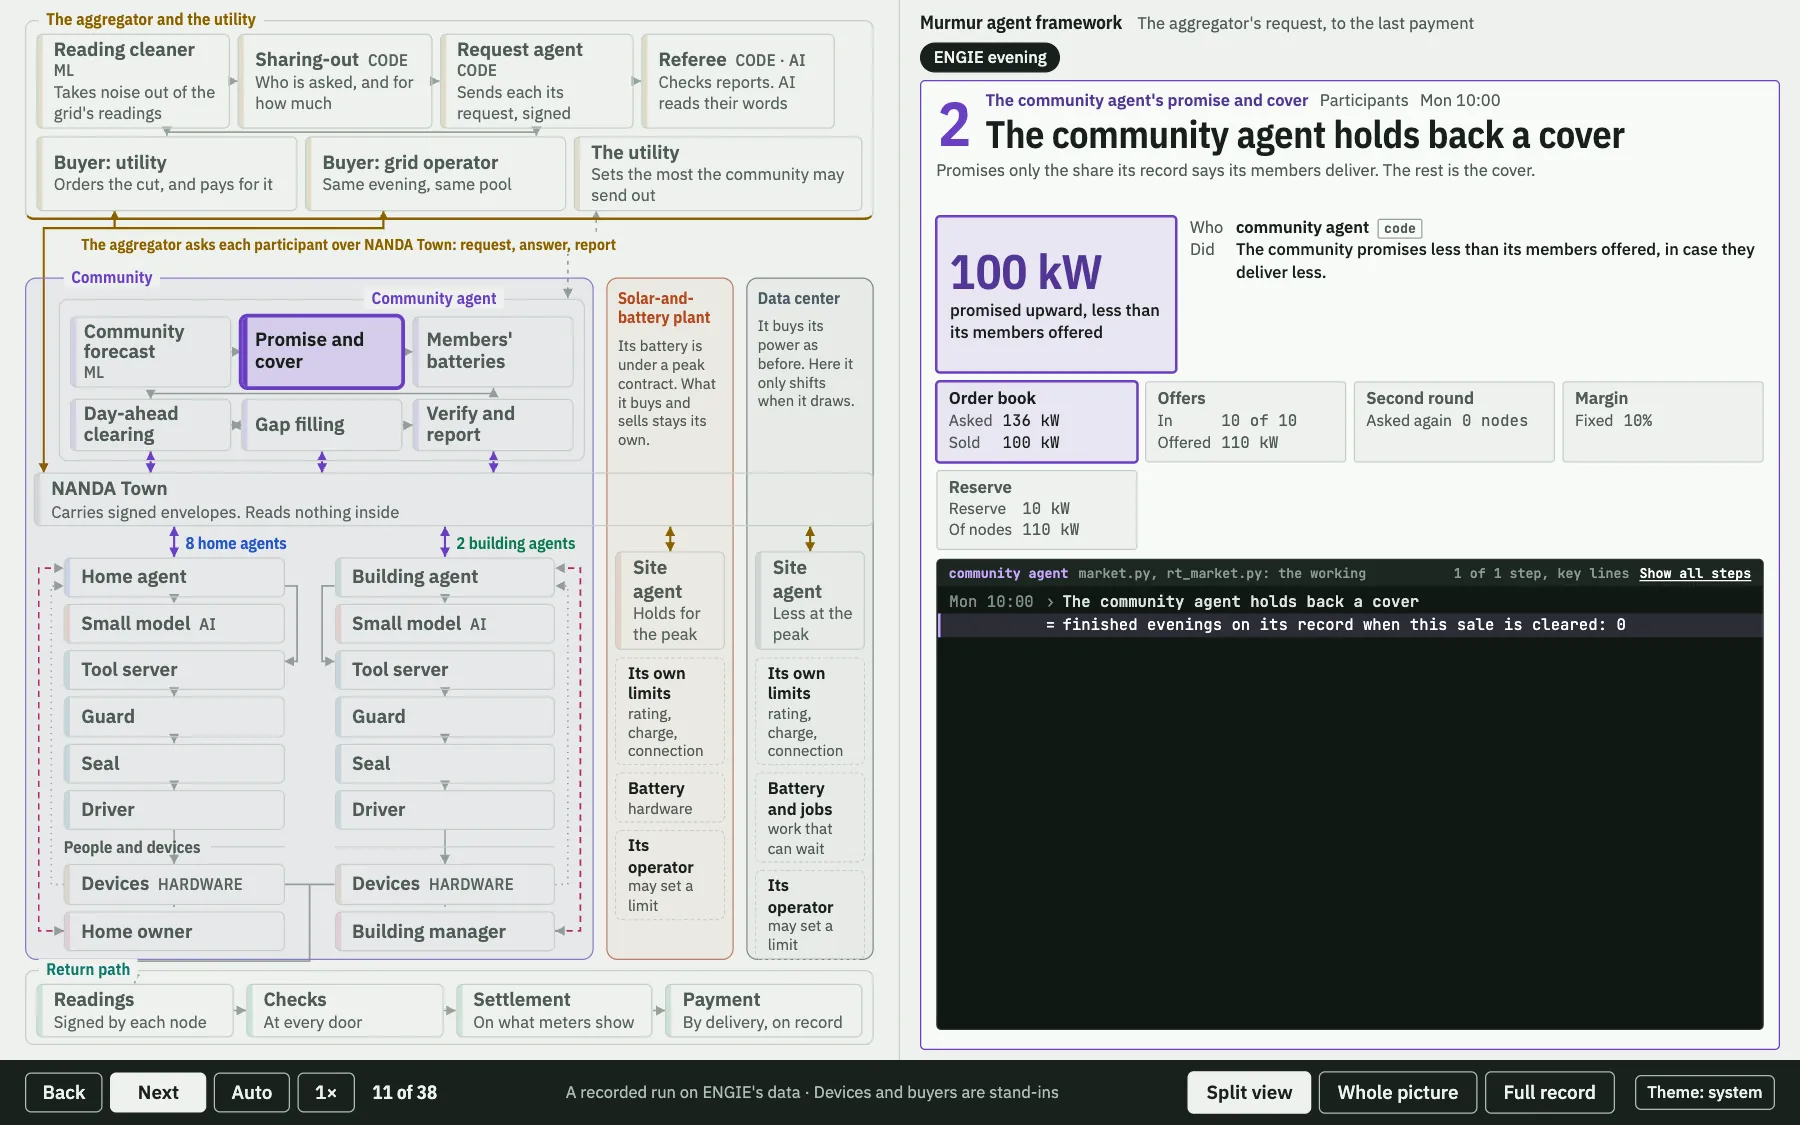 The aggregator and the utility
Reading cleaner
ML
Takes noise out of the
grid's readings
Sharing-out CODE
Who is asked, and for
how much
Request agent
CODE
Sends each its
request, signed
Referee CODE · AI
Checks reports. AI
reads their words
Buyer: utility
Orders the cut, and pays for it
Buyer: grid operator
Same evening, same pool
The utility
Sets the most the community may
send out
The aggregator asks each participant over NANDA Town: request, answer, report
Community
Community agent
Community
forecast
ML
Promise and
cover
Members'
batteries
Day-ahead
clearing
Gap filling
Verify and
report
Solar-and-
battery plant
Its battery is
under a peak
contract. What
it buys and
sells stays its
own.
Data center
It buys its
power as
before. Here it
only shifts
when it draws.
NANDA Town
Carries signed envelopes. Reads nothing inside
8 home agents
2 building agents
Home agent
Small model AI
Tool server
Guard
Seal
Driver
People and devices
Devices HARDWARE
Home owner
Building agent
Small model AI
Tool server
Guard
Seal
Driver
Devices HARDWARE
Building manager
Site
agent
Holds for
the peak
Its own
limits
rating,
charge,
connection
Battery
hardware
Its
operator
may set a
limit
Site
agent
Less at the
peak
Its own
limits
rating,
charge,
connection
Battery
and jobs
work that
can wait
Its
operator
may set a
limit
Return path
Readings
Signed by each node
Checks
At every door
Settlement
On what meters show
Payment
By delivery, on record
Murmur agent framework The aggregator's request, to the last payment
ENGIE evening
2
The community agent's promise and cover Participants Mon 10:00
The community agent holds back a cover
Promises only the share its record says its members deliver. The rest is the cover.
100 kW
promised upward, less than
its members offered
Who community agent code
Did The community promises less than its members offered, in case they
deliver less.
Order book
Asked 136 kW
Sold 100 kW
Offers
In 10 of 10
Offered 110 kW
Second round
Asked again 0 nodes
Margin
Fixed 10%
Reserve
Reserve 10 kW
Of nodes 110 kW
community agent market.py, rt_market.py: the working 1 of 1 step, key lines Show all steps
Mon 10:00 › The community agent holds back a cover
= finished evenings on its record when this sale is cleared: 0
Back Next Auto 1× 11 of 38 A recorded run on ENGIE's data · Devices and buyers are stand-ins Split view Whole picture Full record Theme: system